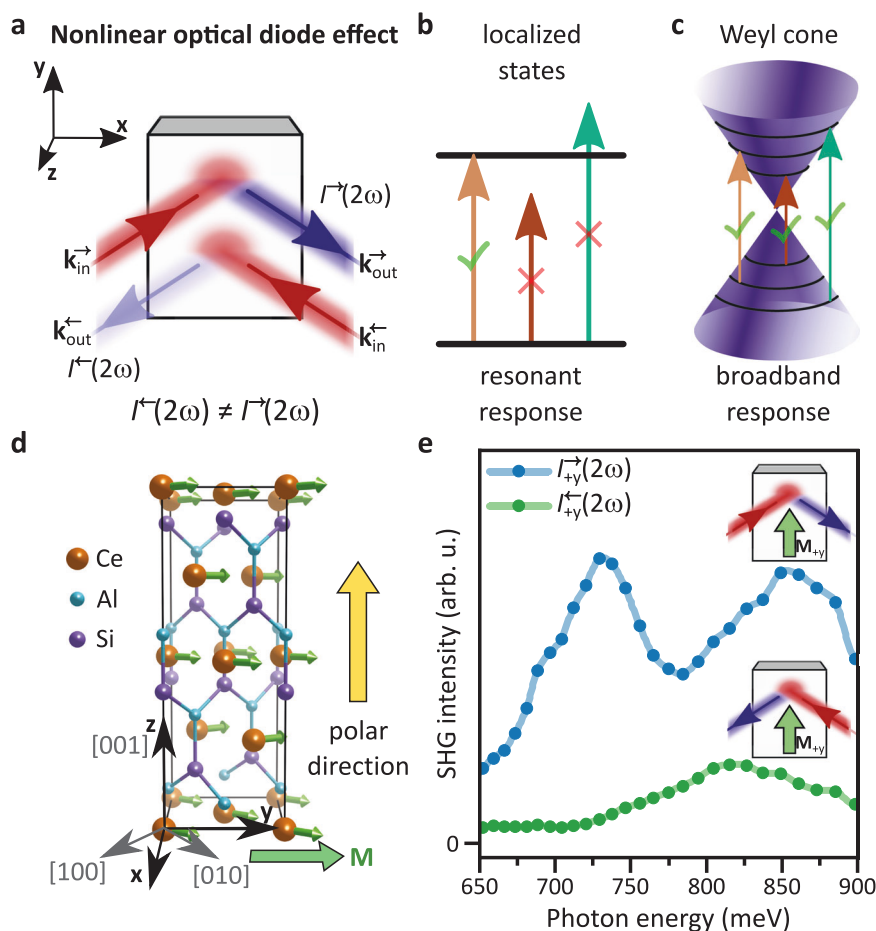 a
Nonlinear optical diode effect
y
x
z
I→(2ω)
k→in
k→out
k←out
k←in
I←(2ω)
I←(2ω) ≠ I→(2ω)
b
localized
states
resonant
response
c
Weyl cone
broadband
response
d
Ce
Al
Si
polar
direction
z
[001]
y
[100]
x
[010]
M
e
I→+y(2ω)
I←+y(2ω)
M+y
M+y
SHG intensity (arb. u.)
0
650 700 750 800 850 900
Photon energy (meV)